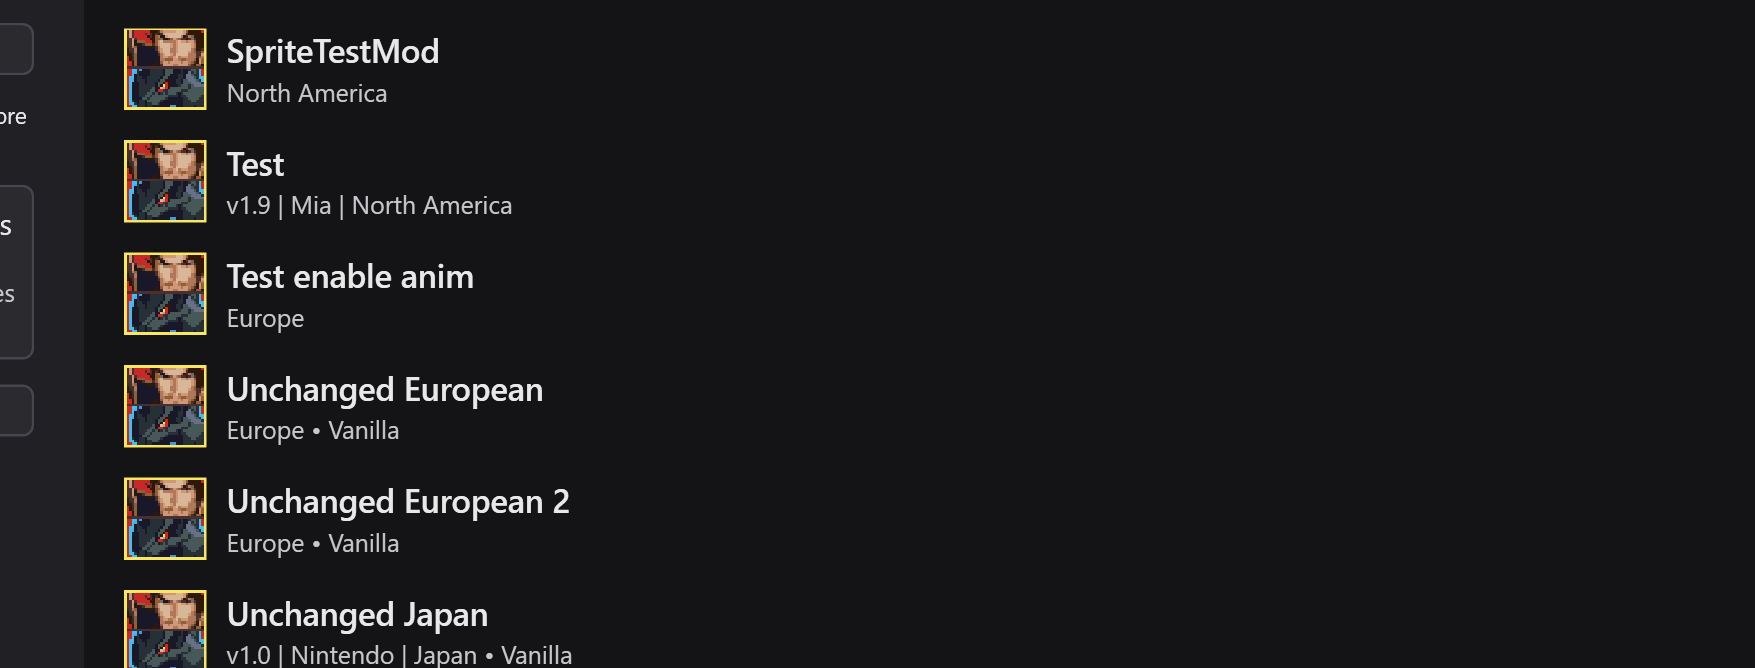 ore
s
es
SpriteTestMod
North America
Test
v1.9 | Mia | North America
Test enable anim
Europe
Unchanged European
Europe • Vanilla
Unchanged European 2
Europe • Vanilla
Unchanged Japan
v1.0 | Nintendo | Japan • Vanilla